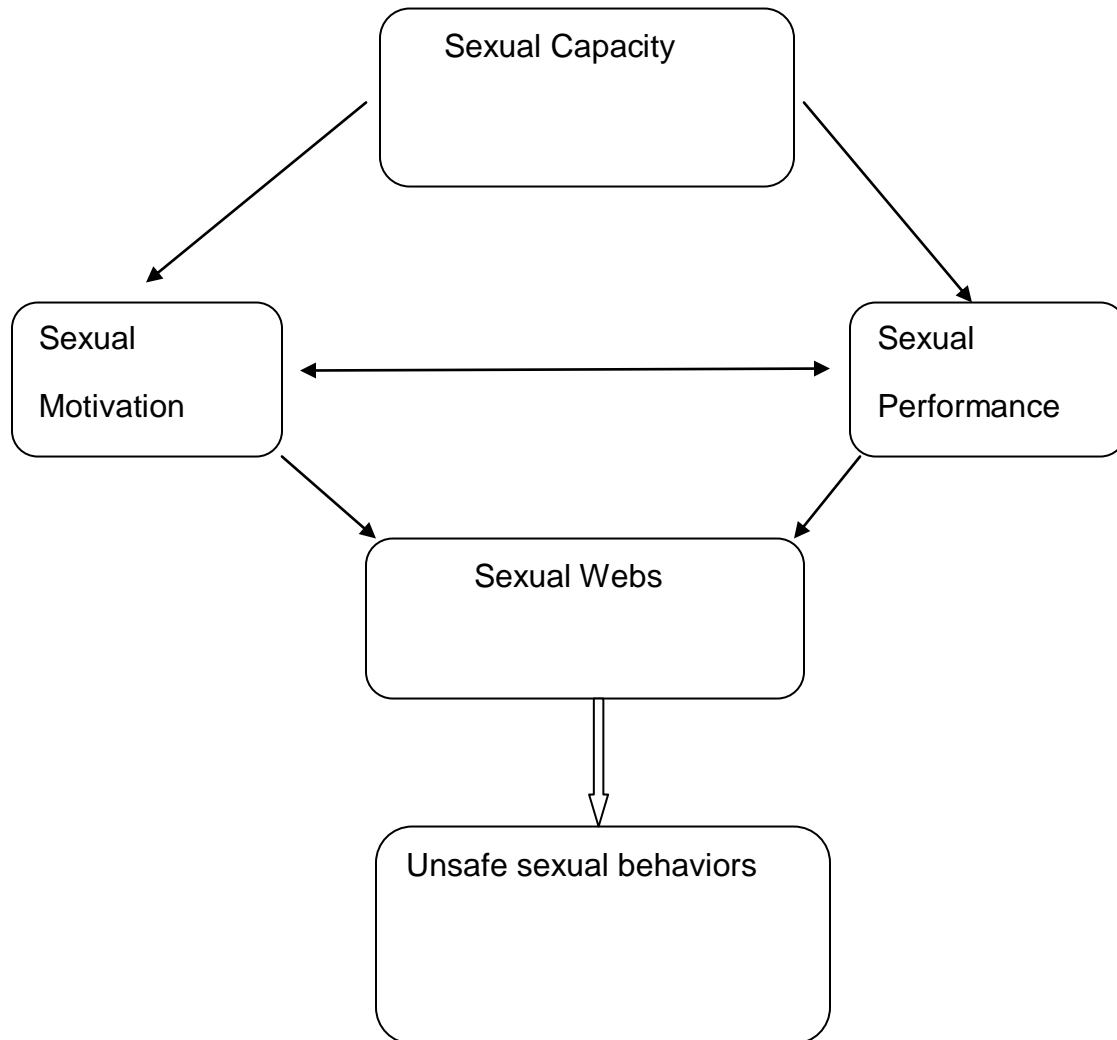 Sexual Capacity
Sexual
Motivation
Sexual
Performance
Sexual Webs
Unsafe sexual behaviors